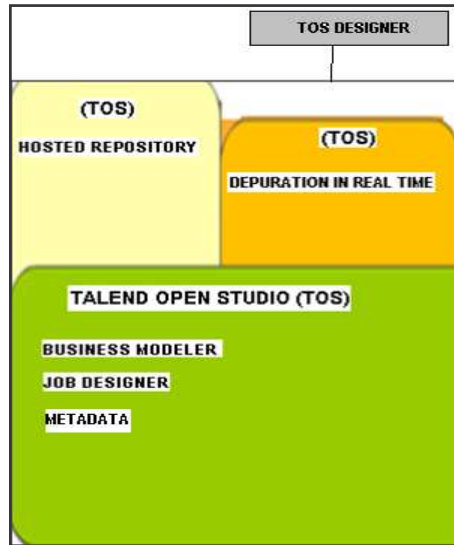 TOS DESIGNER
(TOS)
HOSTED REPOSITORY
(TOS)
DEPURATION IN REAL TIME
TALEND OPEN STUDIO (TOS)
BUSINESS MODELER
JOB DESIGNER
METADATA